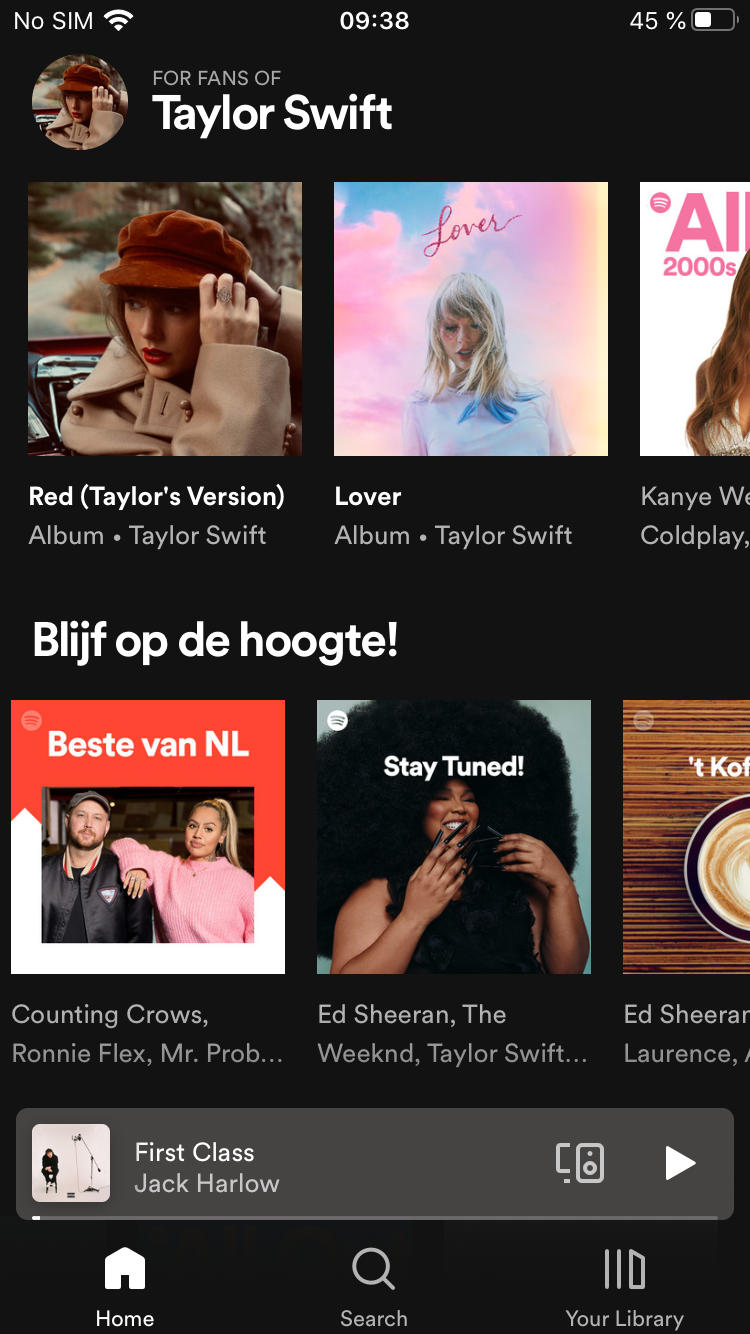 No SIM 09:38 45 %
FOR FANS OF
Taylor Swift
Lover
2000s
Red (Taylor's Version)
Lover
Kanye We
Album • Taylor Swift
Album • Taylor Swift
Coldplay,
Blijf op de hoogte!
Beste van NL
Stay Tuned!
't Kof
Counting Crows,
Ronnie Flex, Mr. Prob...
Ed Sheeran, The
Weeknd, Taylor Swift...
Ed Sheeran
Laurence, A
First Class
Jack Harlow
Home
Search
Your Library